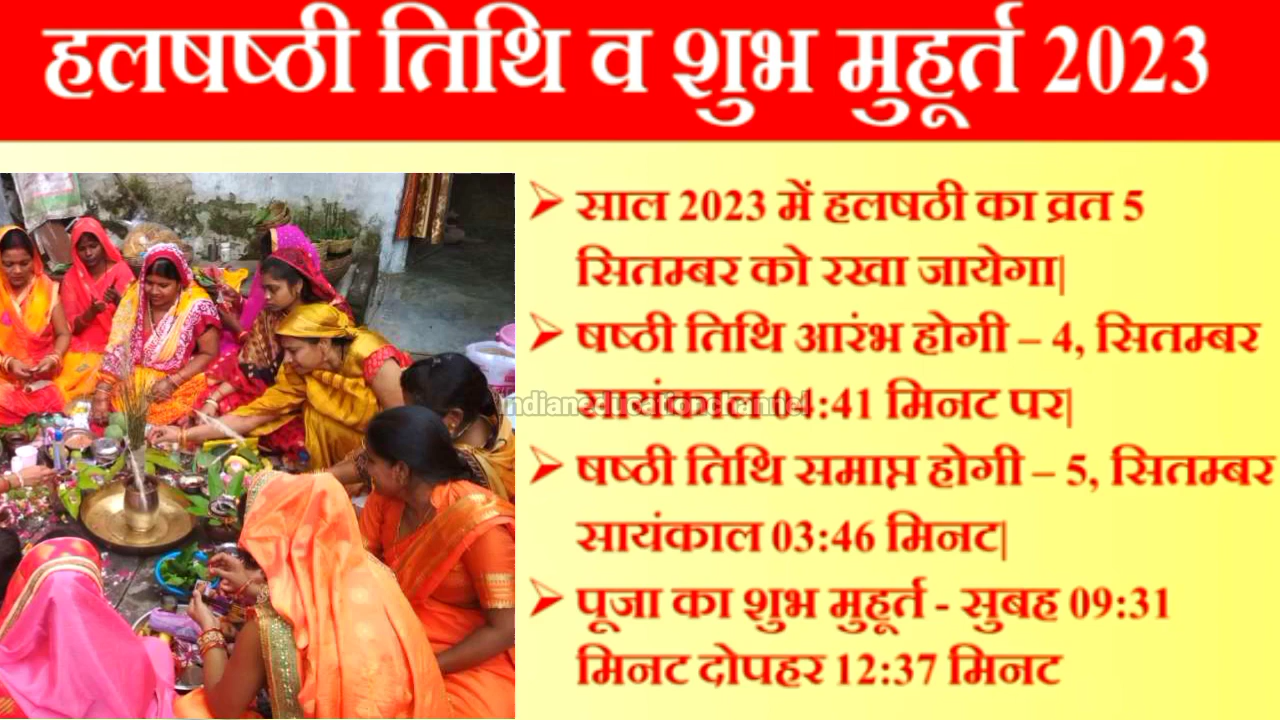 हलषष्ठी तिथि व शुभ मुहूर्त 2023
साल 2023 में हलषठी का व्रत 5
सितम्बर को रखा जायेगा|
षष्ठी तिथि आरंभ होगी – 4, सितम्बर
सायंकाल 04:41 मिनट पर|
indianeducationchannel
षष्ठी तिथि समाप्त होगी – 5, सितम्बर
सायंकाल 03:46 मिनट|
पूजा का शुभ मुहूर्त - सुबह 09:31
मिनट दोपहर 12:37 मिनट